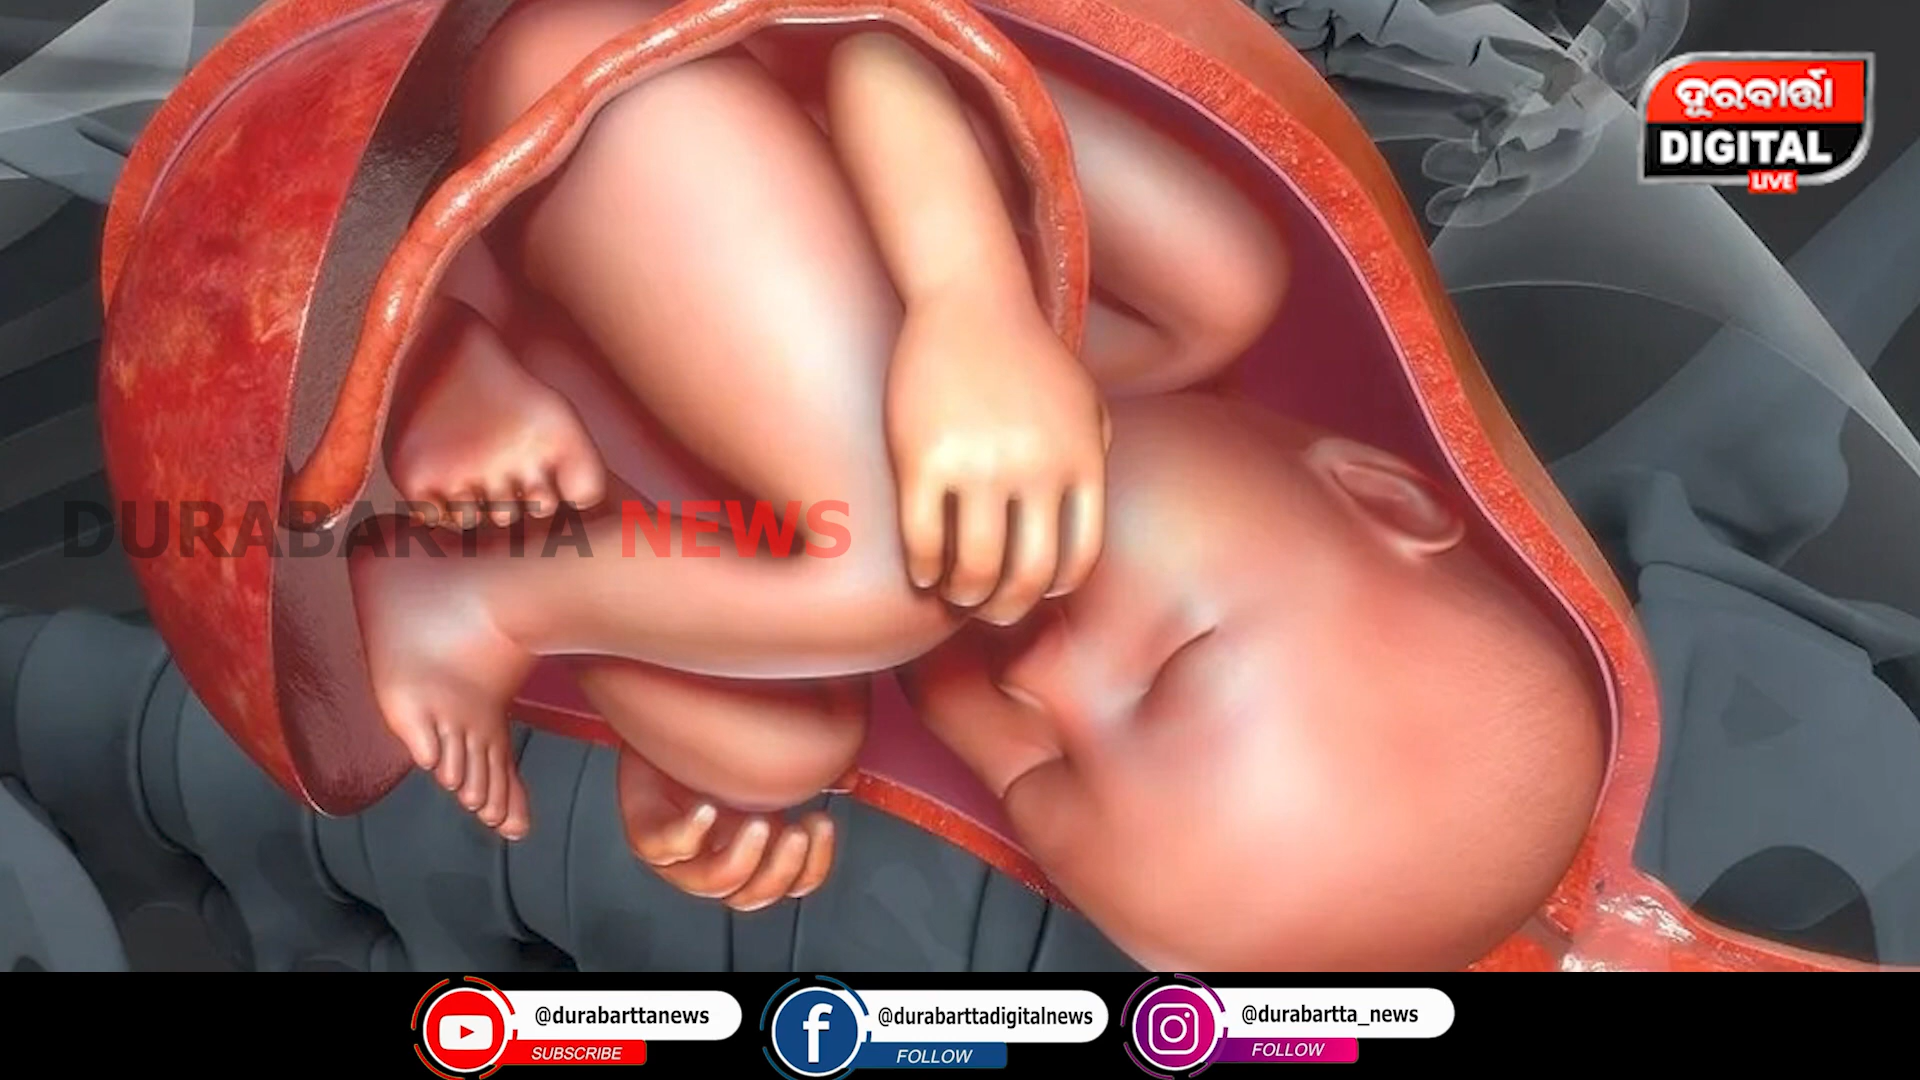 ଦୂରବାର୍ତ୍ତା
DIGITAL
LIVE
DURABARTTA NEWS
@durabarttanews
SUBSCRIBE
@durabarttadigitalnews
FOLLOW
@durabartta_news
FOLLOW